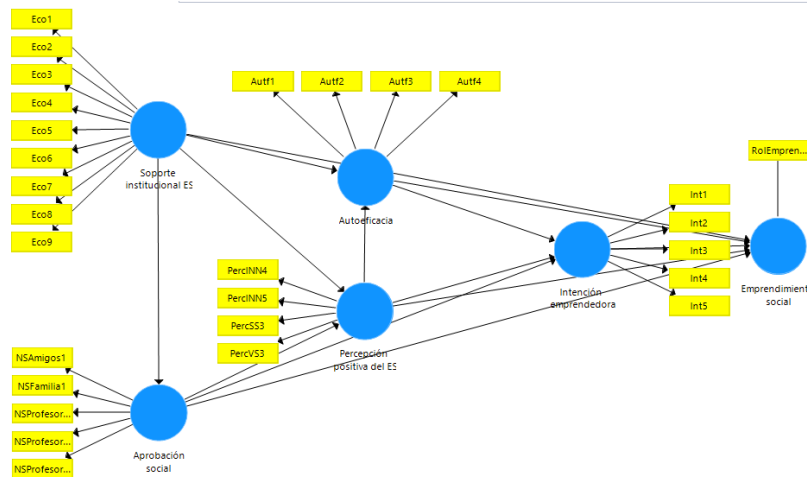 Eco1
Eco2
Eco3
Eco4
Eco5
Eco6
Eco7
Eco8
Eco9
Soporte
institucional ES
Autf1
Autf2
Autf3
Autf4
Autoeficacia
RolEmpren...
Int1
Int2
Int3
Int4
Int5
Intención
emprendedora
Emprendimient
social
PercINN4
PercINN5
PercSS3
PercVS3
Percepción
positiva del ES
NSAmigos1
NSFamilia1
NSProfesor...
NSProfesor...
NSProfesor...
Aprobación
social